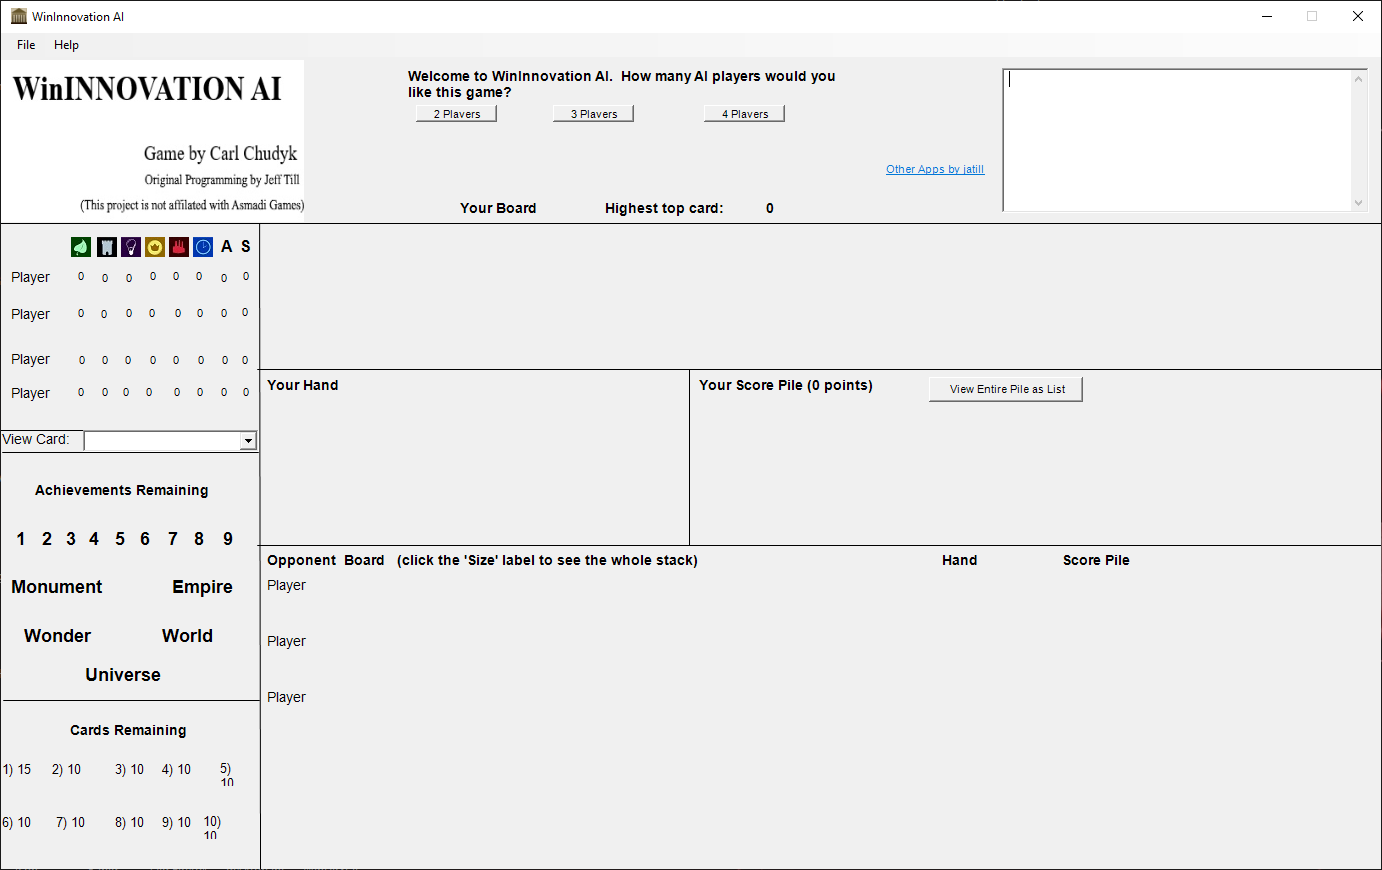 WinInnovation AI
File Help
WinINNOVATION AI
Game by Carl Chudyk
Original Programming by Jeff Till
(This project is not affilated with Asmadi Games)
Welcome to WinInnovation AI.  How many AI players would you
like this game?
2 Players 3 Players 4 Players
Other Apps by jatill
Your Board Highest top card: 0
A S
Player 0 0 0 0 0 0 0 0
Player 0 0 0 0 0 0 0 0
Player 0 0 0 0 0 0 0 0
Player 0 0 0 0 0 0 0 0
View Card:
Achievements Remaining
1 2 3 4 5 6 7 8 9
Monument Empire
Wonder World
Universe
Cards Remaining
1) 15 2) 10 3) 10 4) 10 5)
10
6) 10 7) 10 8) 10 9) 10 10)
10
Your Hand
Your Score Pile (0 points)
View Entire Pile as List
Opponent Board (click the 'Size' label to see the whole stack) Hand Score Pile
Player
Player
Player